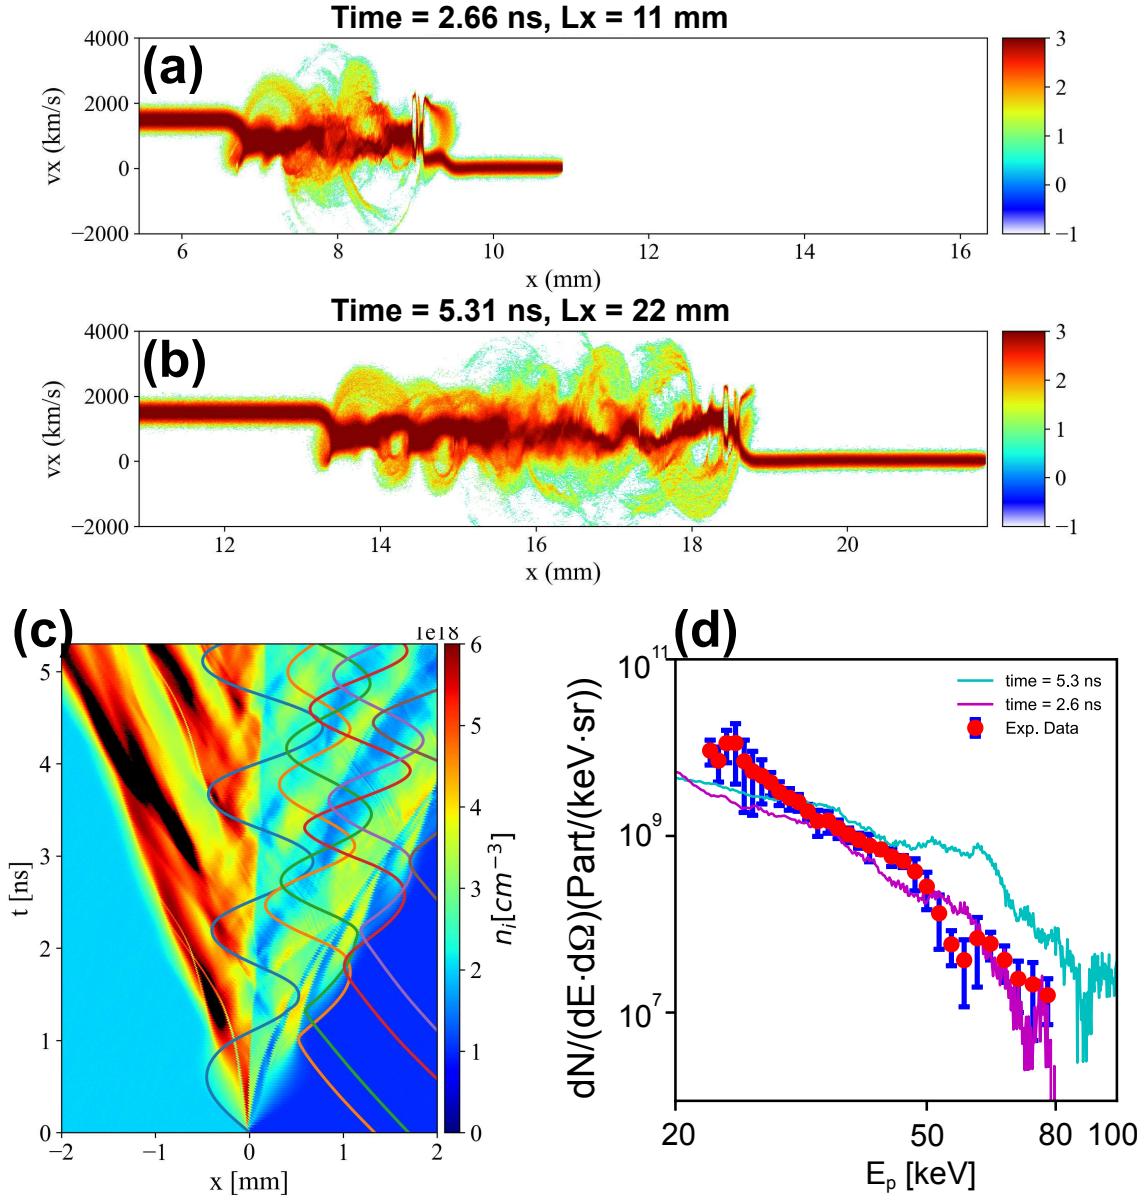 Time = 2.66 ns, Lx = 11 mm
(a)
4000
2000
0
−2000
vx (km/s)
6 8 10 12 14 16
x (mm)
3
2
1
0
−1
Time = 5.31 ns, Lx = 22 mm
(b)
4000
2000
0
−2000
vx (km/s)
12 14 16 18 20
x (mm)
3
2
1
0
−1
(c)
1e18
5
4
3
2
1
0
t [ns]
−2 −1 0 1 2
x [mm]
6
5
4
3
2
1
0
n_i[cm^{−3}]
(d)
10^{11}
10^9
10^7
dN/(dE·dΩ)(Part/(keV·sr))
time = 5.3 ns
time = 2.6 ns
Exp. Data
20 50 80 100
E_p [keV]